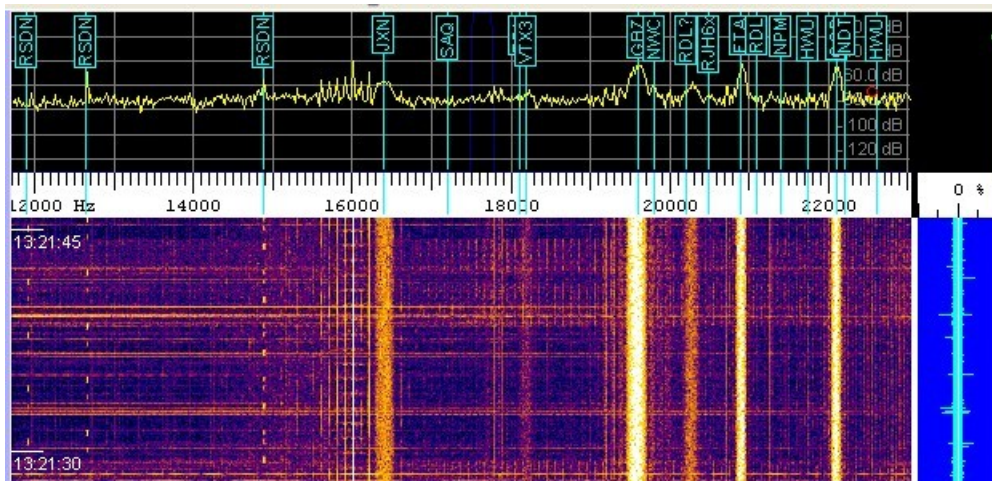 RSDN
RSDN
RSDN
JXN
SAQ
VTX3
GBZ
NWC
RDL?
RJH6x
FTA
RDL
NPM
HWU
NDT
HWU
60.0 dB
-100 dB
-120 dB
12000 Hz 14000 16000 18000 20000 22000
0 %
13:21:45
13:21:30